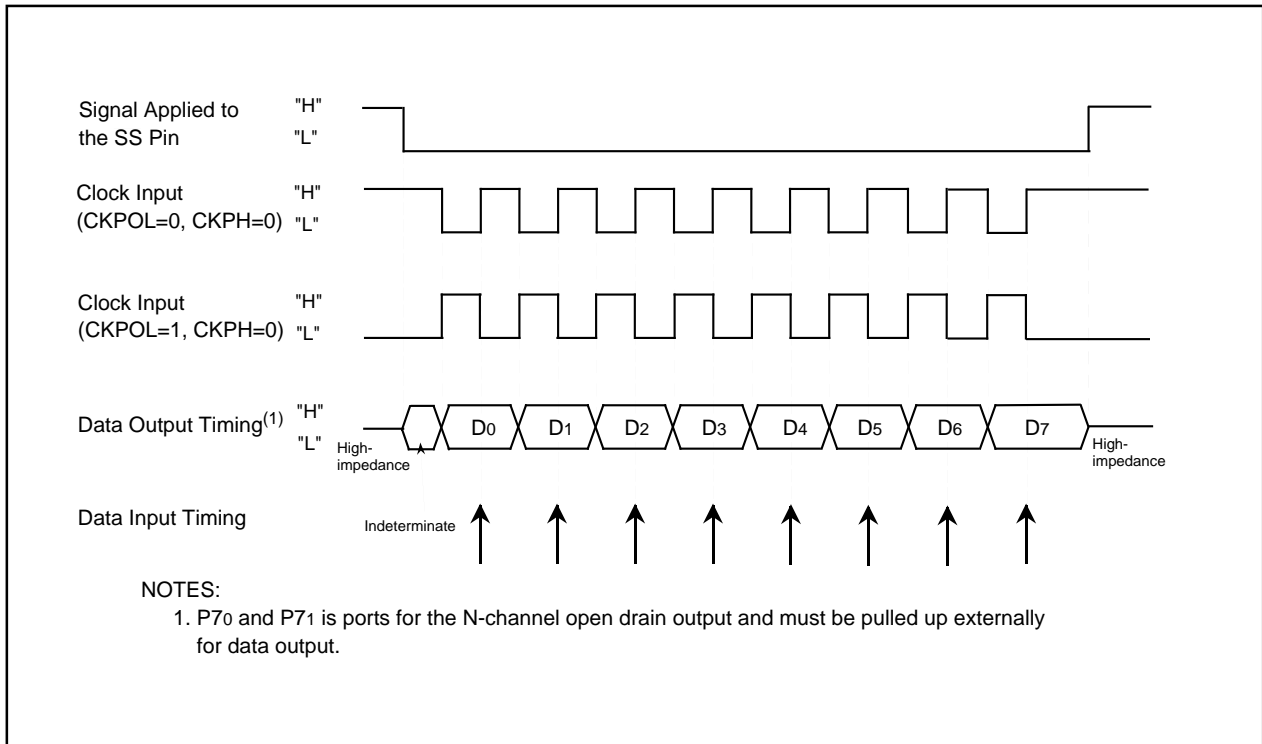 Signal Applied to
the SS Pin
"H"
"L"
Clock Input
(CKPOL=0, CKPH=0)
"H"
"L"
Clock Input
(CKPOL=1, CKPH=0)
"H"
"L"
Data Output Timing(1)
"H"
"L"
High-
impedance
D0 D1 D2 D3 D4 D5 D6 D7
High-
impedance
Data Input Timing
Indeterminate
NOTES:
1. P70 and P71 is ports for the N-channel open drain output and must be pulled up externally
for data output.